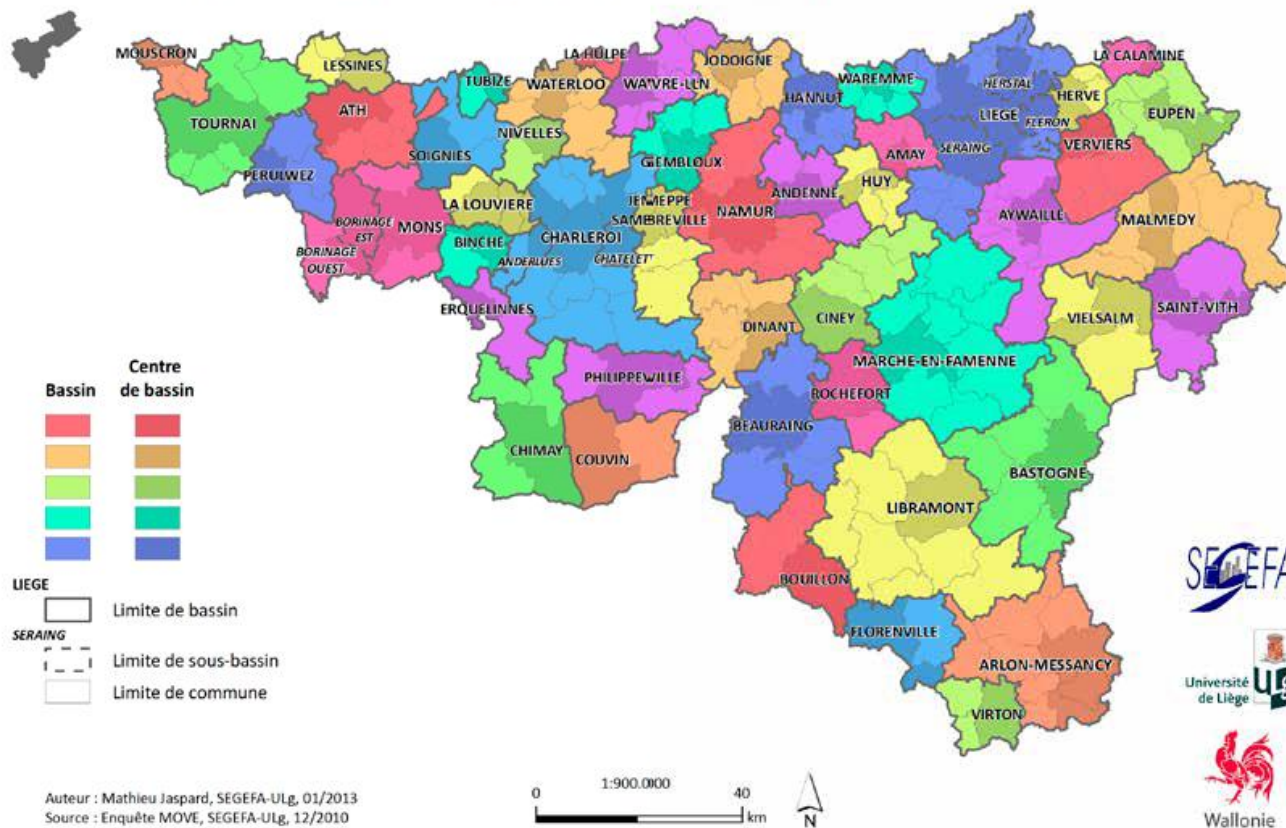 MOUSCRON
LESSINES
LA HULPE
JODOIGNE
LA CALAMINE
TUBIZE
WATERLOO
WAVRE-LLN
WAREMME
HERSTAL
HANNUT
HERVE
ATH
LIEGE
EUPEN
TOURNAI
NIVELLES
FLERON
SOIGNIES
GEMBLOUX
AMAY
SERAING
VERVIERS
PERULWEZ
HUY
LA LOUVIERE
JEMEPPE
ANDENNE
BORINAGE
EST
MONS
SAMBREVILLE
NAMUR
AYWAILLE
MALMEDY
BINCHE
CHARLEROI
BORINAGE
OUEST
ANDERLUES
CHATELET
ERQUELINNES
DINANT
CINEY
VIELSALM
SAINT-VITH
MARCHE-EN-FAMENNE
PHILIPPEVILLE
ROCHEFORT
BEAURAING
CHIMAY
COUVIN
BASTOGNE
LIBRAMONT
BOUILLON
FLORENVILLE
ARLON-MESSANCY
VIRTON
Bassin
Centre
de bassin
LIEGE
Limite de bassin
SERAING
Limite de sous-bassin
Limite de commune
Auteur : Mathieu Jaspard, SEGEFA-ULg, 01/2013
Source : Enquête MOVE, SEGEFA-ULg, 12/2010
1:900.000
0
40
km
N
SEGEFA
Université
de Liège
Wallonie